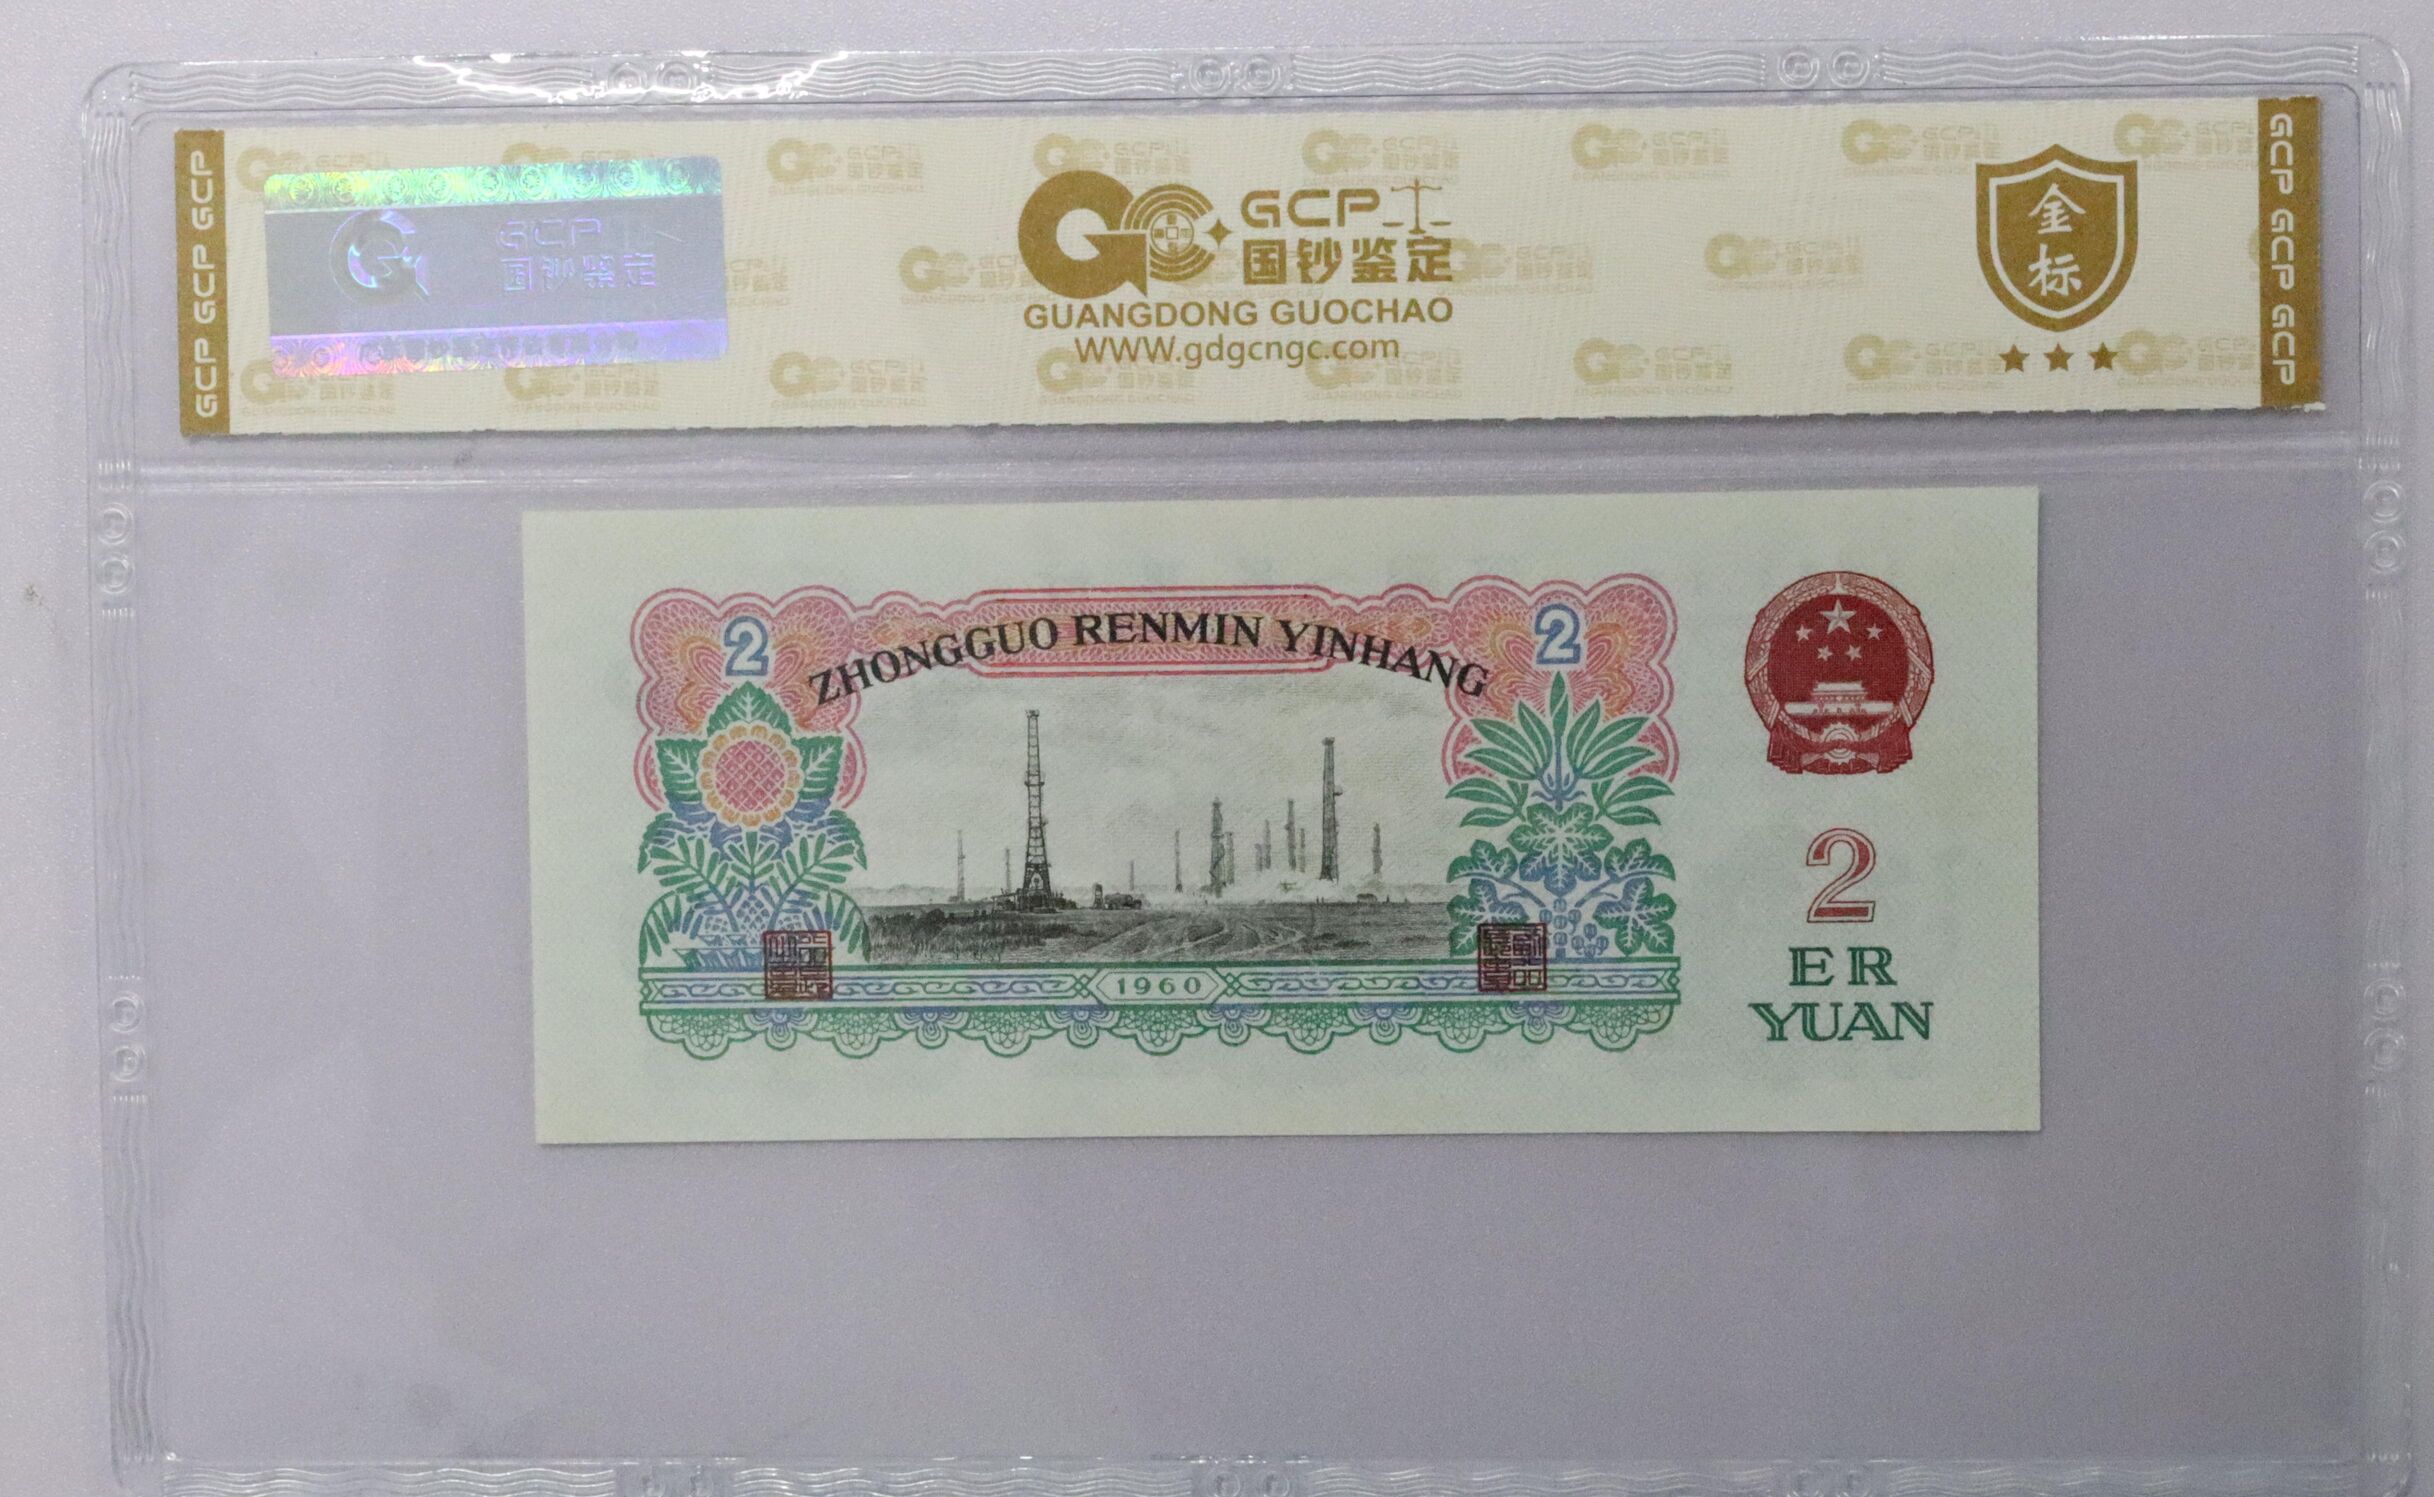 GCP GCP GCP
GCP
国钞鉴定
GCP
国钞鉴定
GUANGDONG GUOCHAO
WWW.gdgcngc.com
金
标
GCP GCP GCP
ZHONGGUO RENMIN YINHANG
2
2
1960
2
ER
YUAN